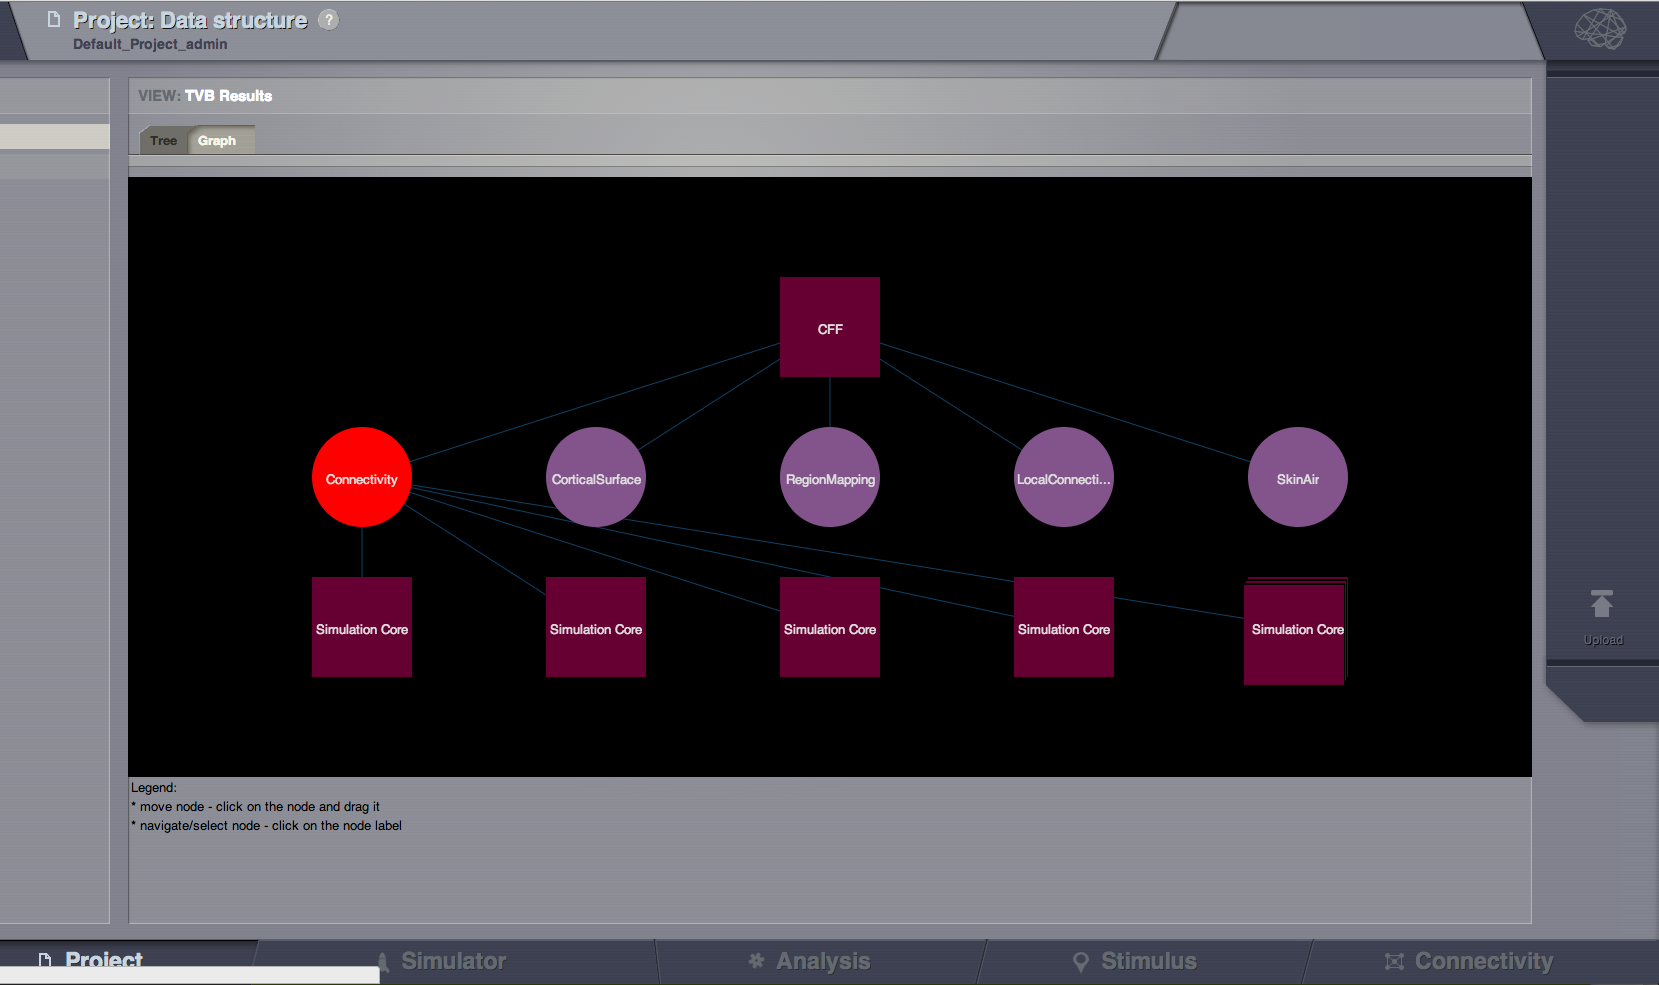 Project: Data structure ?
Default_Project_admin
VIEW: TVB Results
Tree Graph
CFF
Connectivity CorticalSurface RegionMapping LocalConnecti... SkinAir
Simulation Core Simulation Core Simulation Core Simulation Core Simulation Core
Upload
Legend:
* move node - click on the node and drag it
* navigate/select node - click on the node label
Project Simulator Analysis Stimulus Connectivity